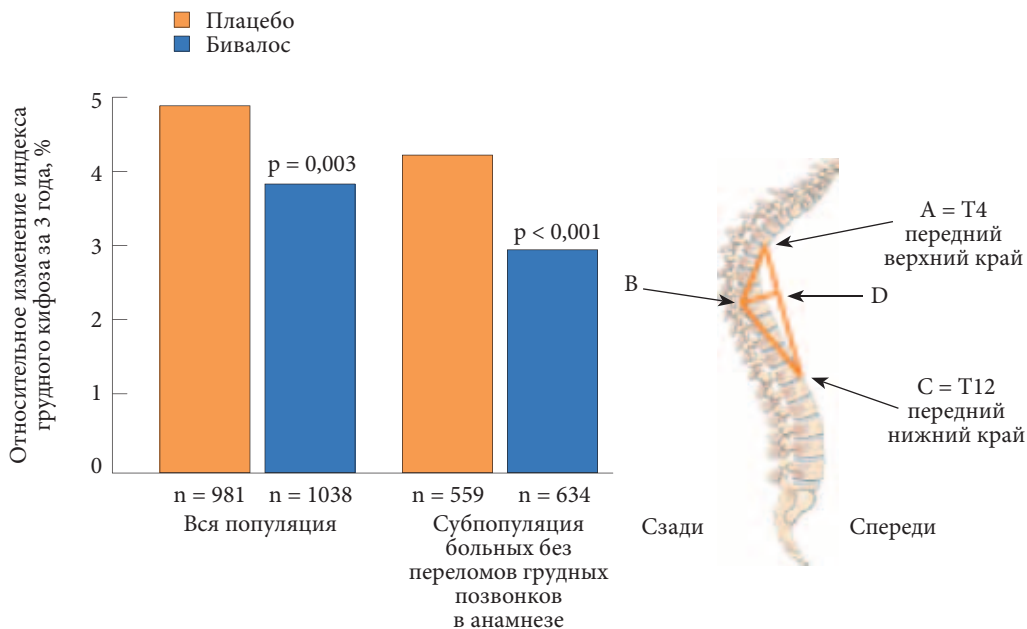 Плацебо
Бивалос
Относительное изменение индекса
грудного кифоза за 3 года, %
5
4
3
2
1
0
p = 0,003
p < 0,001
n = 981
n = 1038
n = 559
n = 634
Вся популяция
Субпопуляция
больных без
переломов грудных
позвонков
в анамнезе
A = T4
передний
верхний край
B
D
C = T12
передний
нижний край
Сзади
Спереди